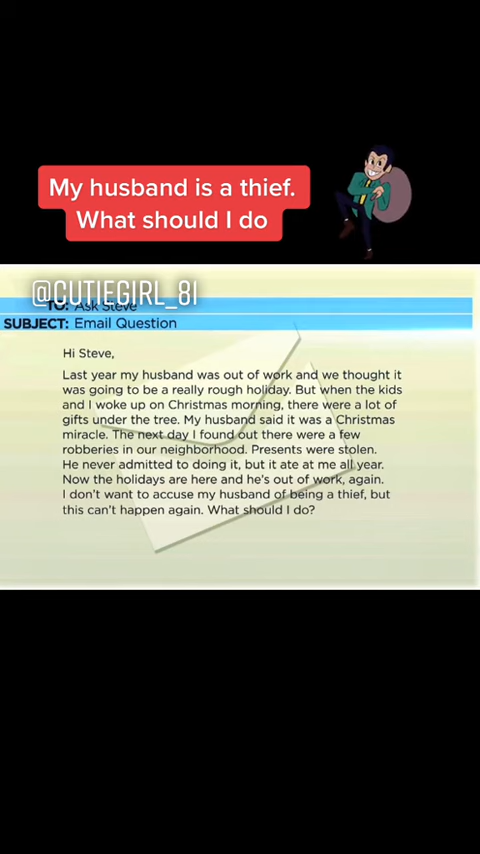 My husband is a thief.
What should I do
@CUTIEGIRL_81
TO: Ask Steve
SUBJECT: Email Question
Hi Steve,
Last year my husband was out of work and we thought it
was going to be a really rough holiday. But when the kids
and I woke up on Christmas morning, there were a lot of
gifts under the tree. My husband said it was a Christmas
miracle. The next day I found out there were a few
robberies in our neighborhood. Presents were stolen.
He never admitted to doing it, but it ate at me all year.
Now the holidays are here and he's out of work, again.
I don't want to accuse my husband of being a thief, but
this can't happen again. What should I do?